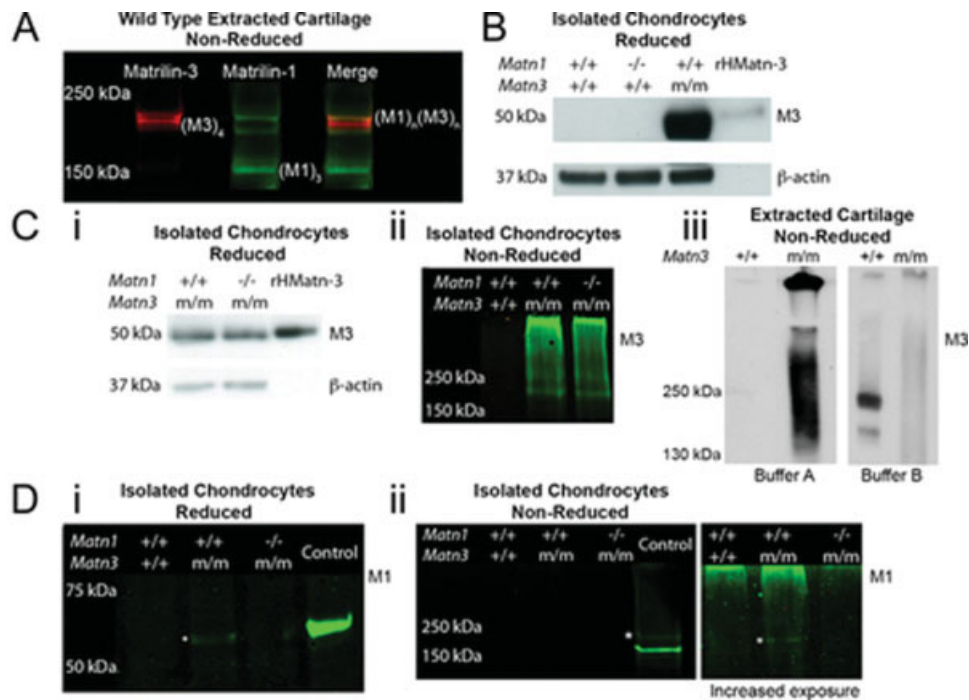 A
Wild Type Extracted Cartilage
Non-Reduced
Matrilin-3 Matrilin-1 Merge
250 kDa
(M3)4
(M1)n(M3)n
150 kDa
(M1)3
B
Isolated Chondrocytes
Reduced
Matn1 +/+ -/- +/+ rHMatn-3
Matn3 +/+ +/+ m/m
50 kDa M3
37 kDa β-actin
C
i
Isolated Chondrocytes
Reduced
Matn1 +/+ -/- rHMatn-3
Matn3 m/m m/m
50 kDa M3
37 kDa β-actin
ii
Isolated Chondrocytes
Non-Reduced
Matn1 +/+ +/+ -/-
Matn3 +/+ m/m m/m
M3
250 kDa
150 kDa
iii
Extracted Cartilage
Non-Reduced
Matn3 +/+ m/m +/+ m/m
M3
250 kDa
130 kDa
Buffer A Buffer B
D
i
Isolated Chondrocytes
Reduced
Matn1 +/+ +/+ -/- Control
Matn3 +/+ m/m m/m
75 kDa M1
*
50 kDa
ii
Isolated Chondrocytes
Non-Reduced
Matn1 +/+ +/+ -/- Control +/+ +/+ -/-
Matn3 +/+ m/m m/m +/+ m/m m/m
M1
250 kDa * *
150 kDa
Increased exposure